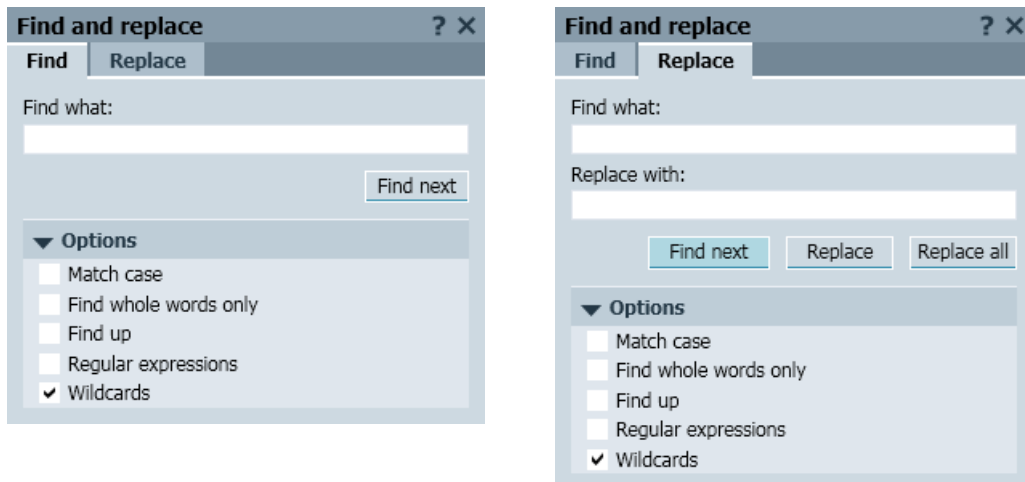 Find and replace ? ×
Find Replace
Find what:
Find next
Options
Match case
Find whole words only
Find up
Regular expressions
Wildcards
Find and replace ? ×
Find Replace
Find what:
Replace with:
Find next Replace Replace all
Options
Match case
Find whole words only
Find up
Regular expressions
Wildcards